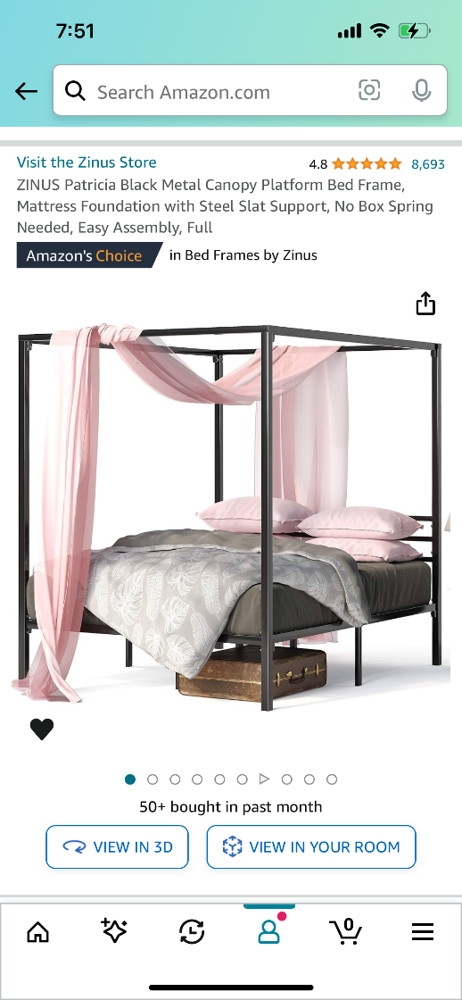 7:51
Search Amazon.com
Visit the Zinus Store
4.8 8,693
ZINUS Patricia Black Metal Canopy Platform Bed Frame,
Mattress Foundation with Steel Slat Support, No Box Spring
Needed, Easy Assembly, Full
Amazon's Choice in Bed Frames by Zinus
50+ bought in past month
VIEW IN 3D
VIEW IN YOUR ROOM
0